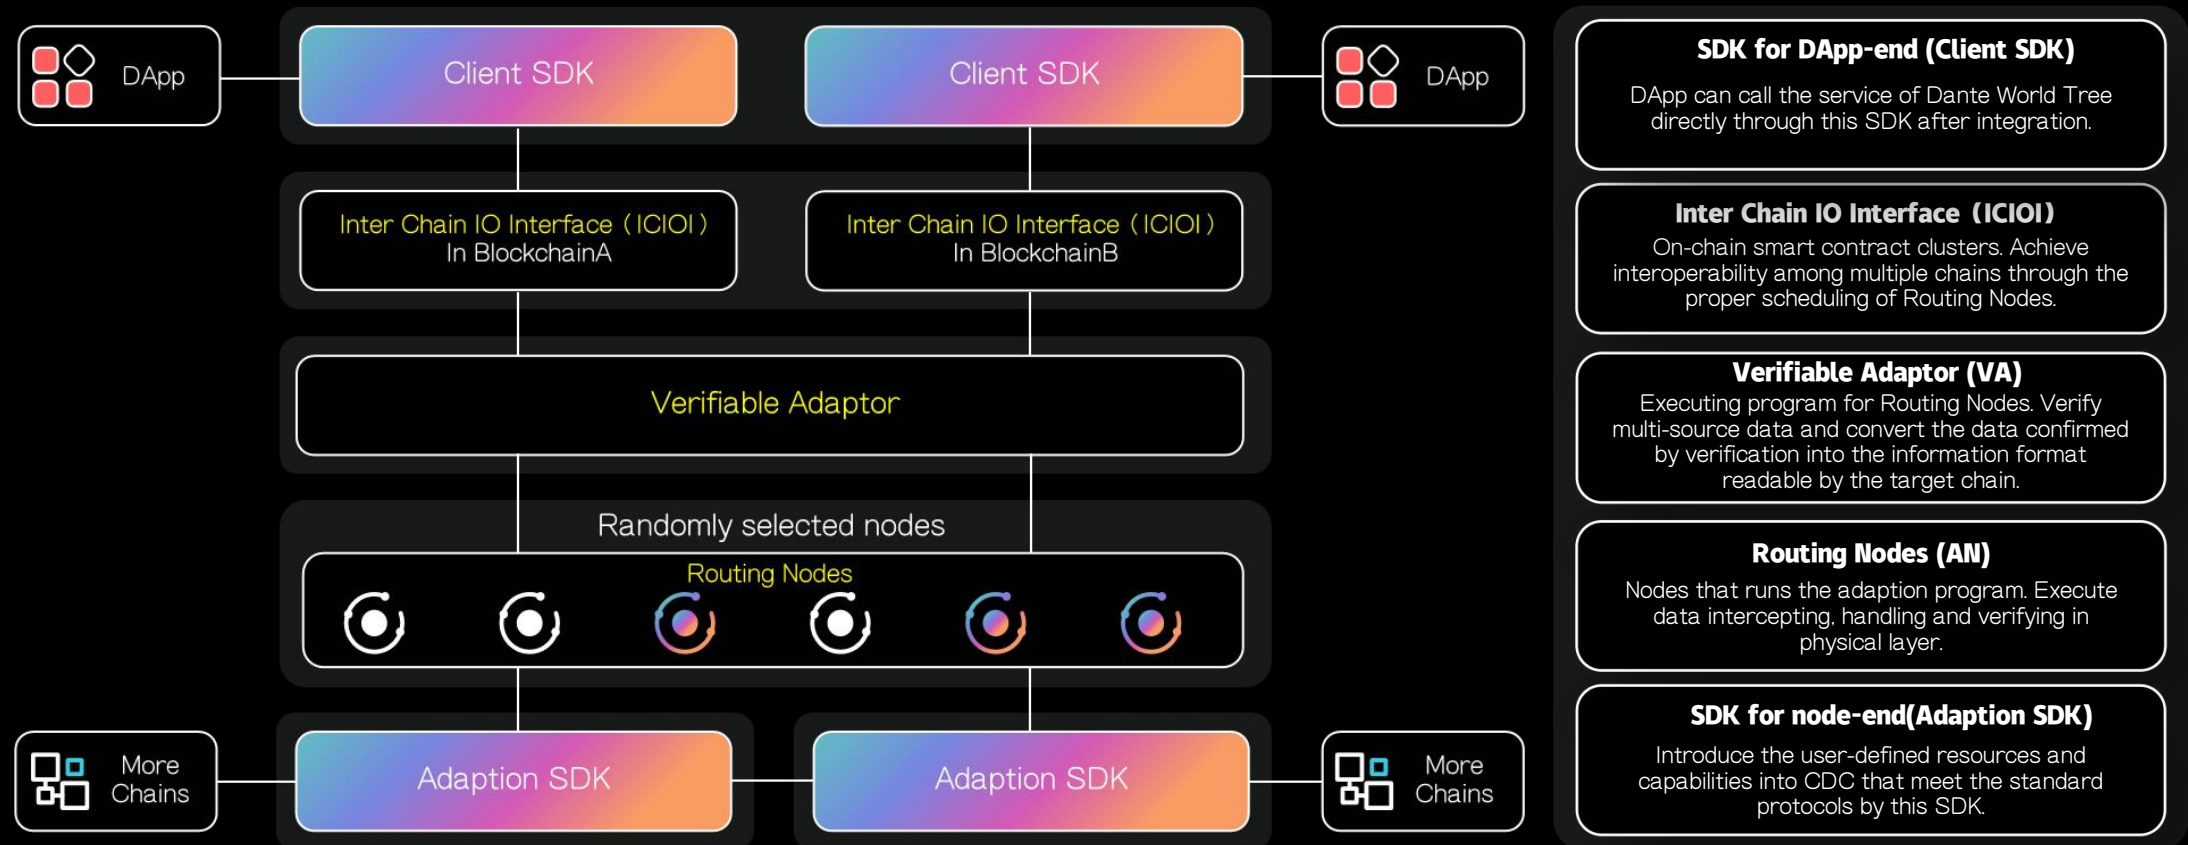 DApp
Client SDK
Client SDK
DApp
Inter Chain IO Interface（ICIOI）
In BlockchainA
Inter Chain IO Interface（ICIOI）
In BlockchainB
Verifiable Adaptor
Randomly selected nodes
Routing Nodes
More
Chains
Adaption SDK
Adaption SDK
More
Chains
SDK for DApp-end (Client SDK)
DApp can call the service of Dante World Tree
directly through this SDK after integration.
Inter Chain IO Interface（ICIOI）
On-chain smart contract clusters. Achieve
interoperability among multiple chains through the
proper scheduling of Routing Nodes.
Verifiable Adaptor (VA)
Executing program for Routing Nodes. Verify
multi-source data and convert the data confirmed
by verification into the information format
readable by the target chain.
Routing Nodes (AN)
Nodes that runs the adaption program. Execute
data intercepting, handling and verifying in
physical layer.
SDK for node-end(Adaption SDK)
Introduce the user-defined resources and
capabilities into CDC that meet the standard
protocols by this SDK.